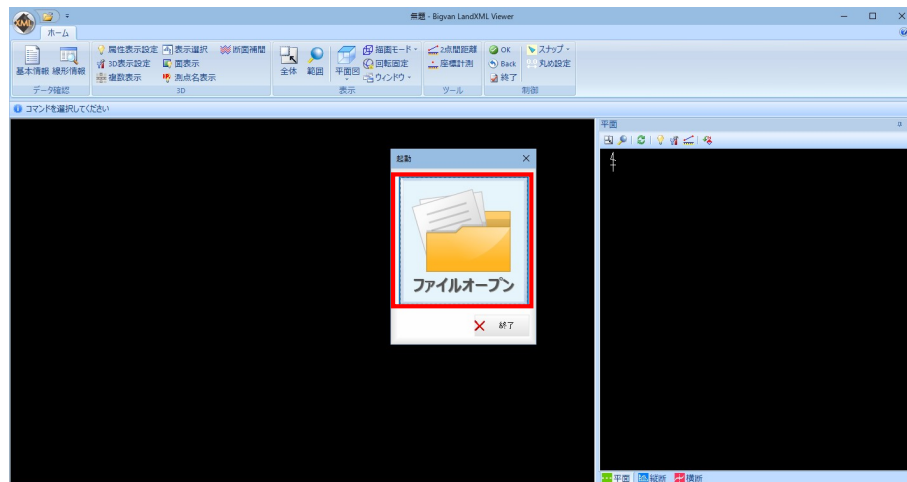 無題 - Bigvan LandXML Viewer
XML
ホーム
基本情報 線形情報
データ確認
属性表示設定 表示選択 断面補間
3D表示設定 面表示
複数表示 測点名表示
3D
全体 範囲 平面図
描画モード
回転固定
ウィンドウ
表示
2点間距離
座標計測
ツール
OK スナップ
Back 丸め設定
終了
制御
コマンドを選択してください
平面
起動
ファイルオープン
終了
平面 縦断 横断